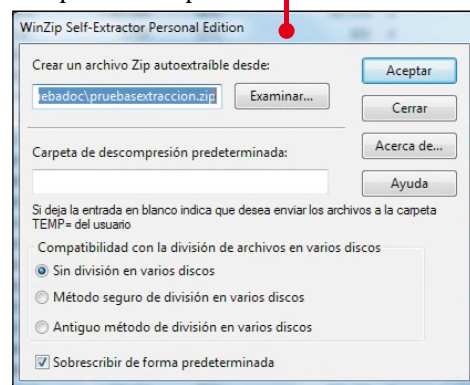 WinZip Self-Extractor Personal Edition
Crear un archivo Zip autoextraíble desde:
ebadoc\pruebasextraccion.zip
Examinar...
Aceptar
Cerrar
Acerca de...
Ayuda
Carpeta de descompresión predeterminada:
Si deja la entrada en blanco indica que desea enviar los archivos a la carpeta
TEMP= del usuario
Compatibilidad con la división de archivos en varios discos
Sin división en varios discos
Método seguro de división en varios discos
Antiguo método de división en varios discos
Sobrescribir de forma predeterminada